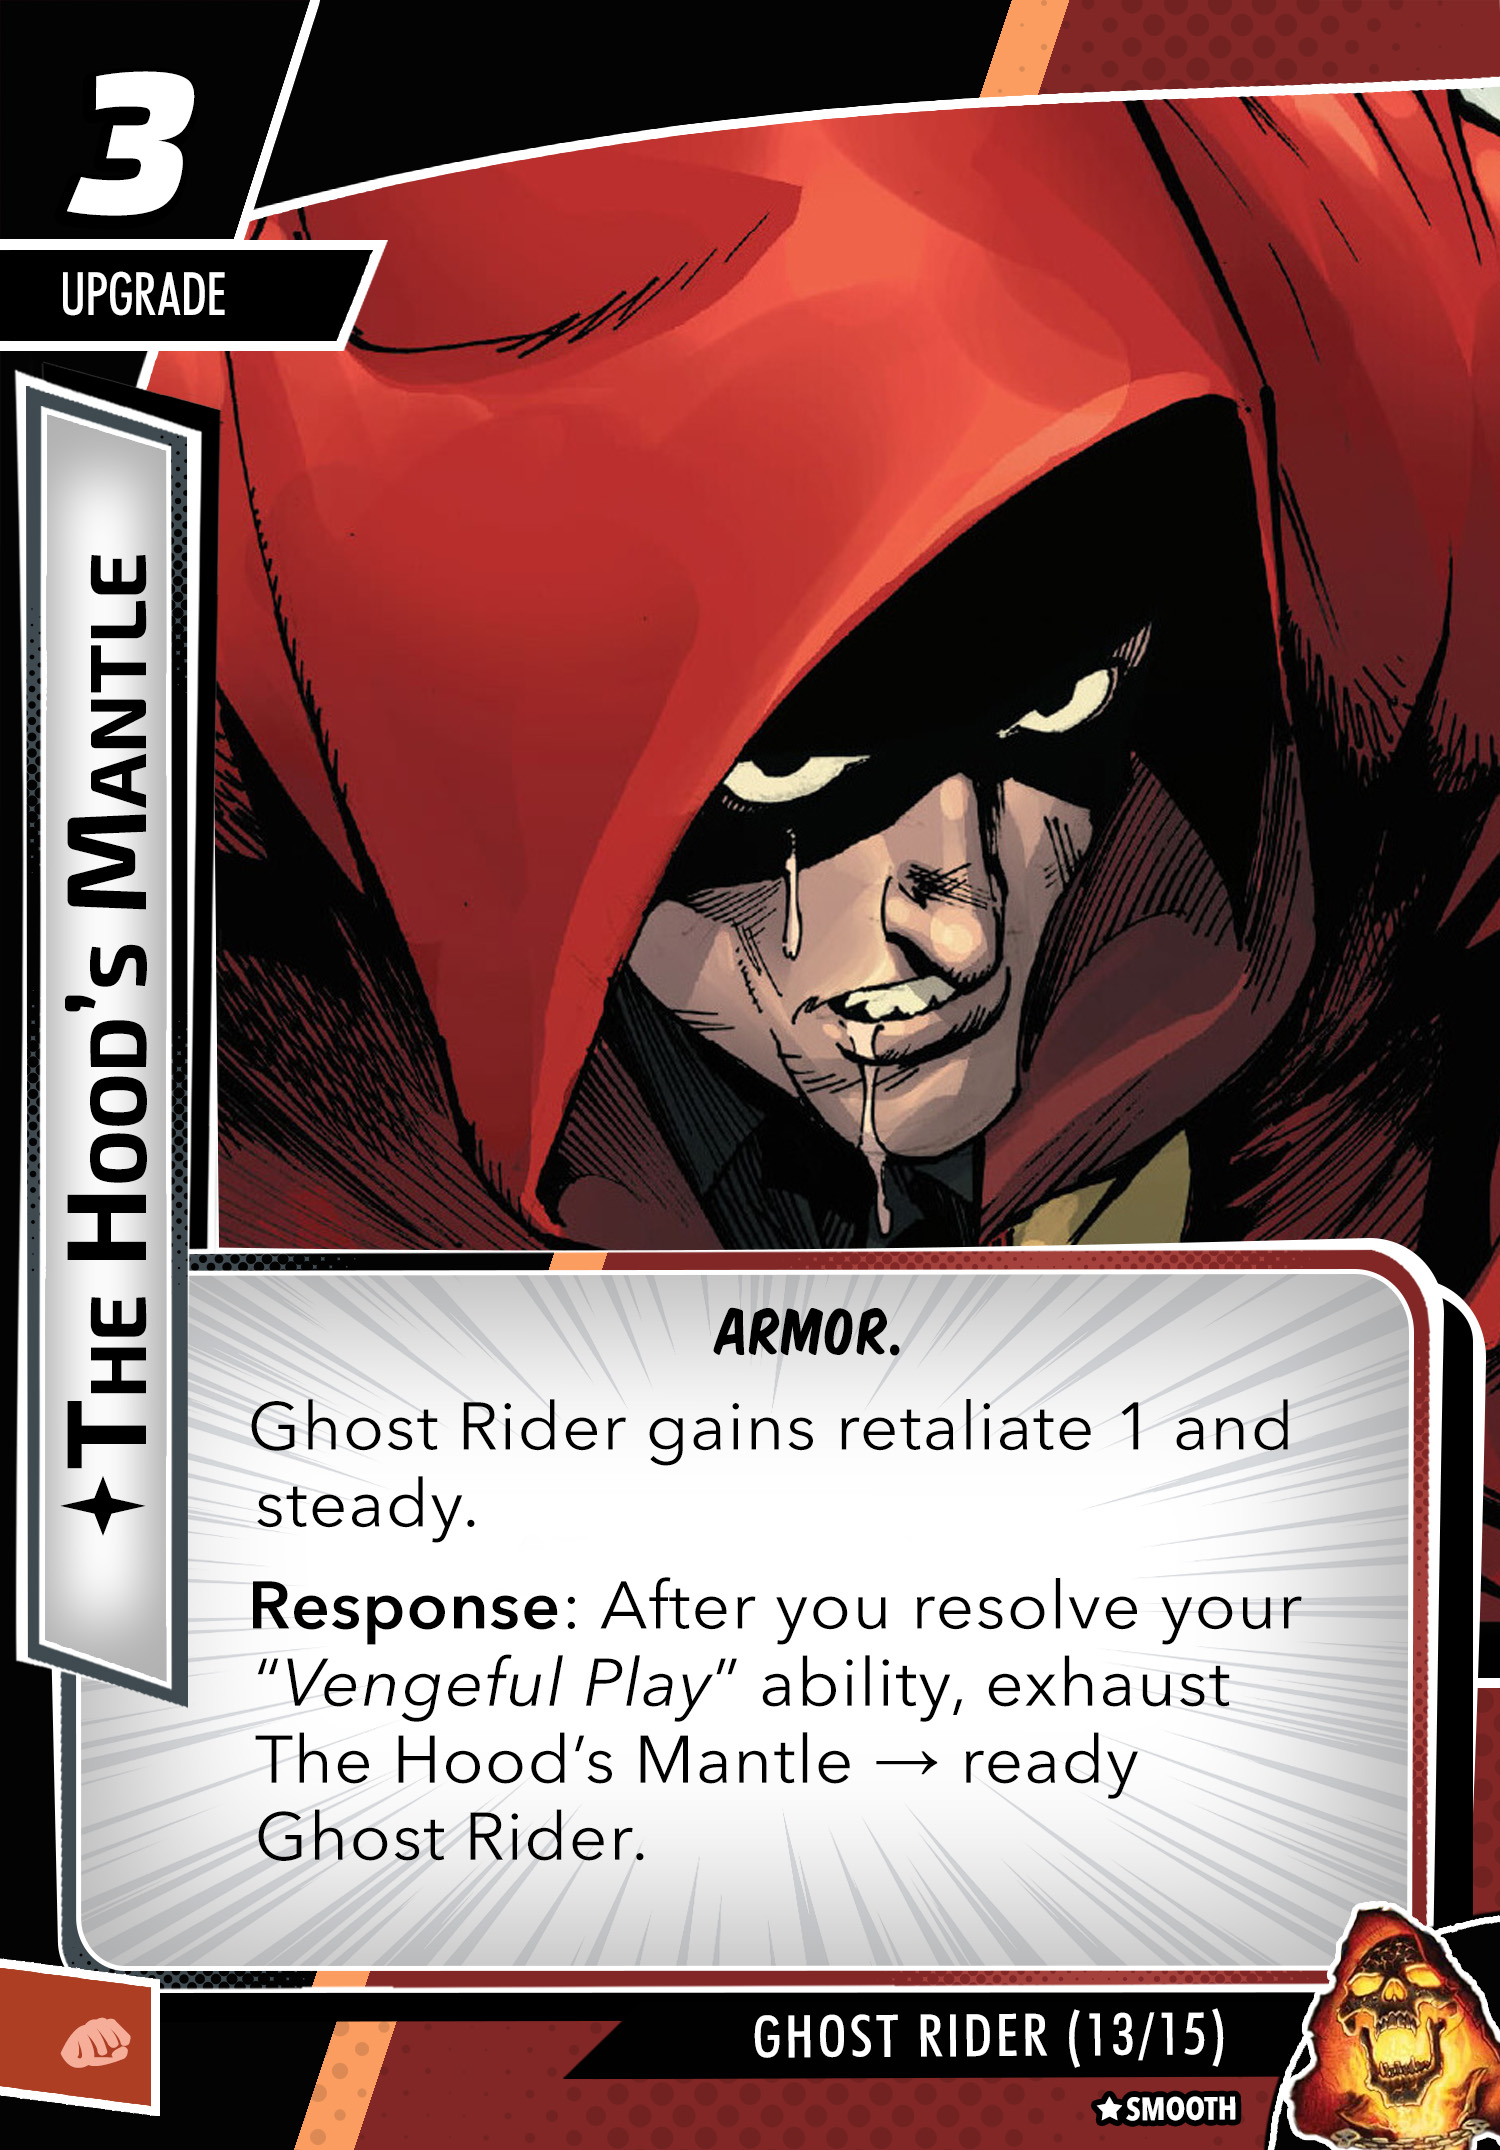 3
UPGRADE
✦THE HOOD'S MANTLE
ARMOR.
Ghost Rider gains retaliate 1 and
steady.
Response: After you resolve your
“Vengeful Play” ability, exhaust
The Hood’s Mantle → ready
Ghost Rider.
GHOST RIDER (13/15)
★SMOOTH